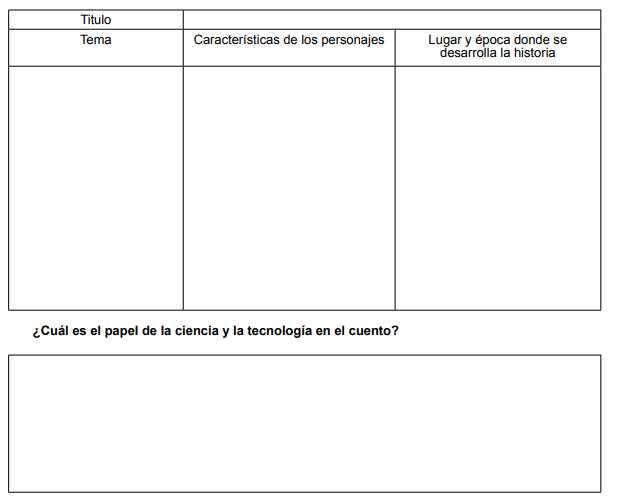 Titulo
Tema
Características de los personajes
Lugar y época donde se
desarrolla la historia
¿Cuál es el papel de la ciencia y la tecnología en el cuento?